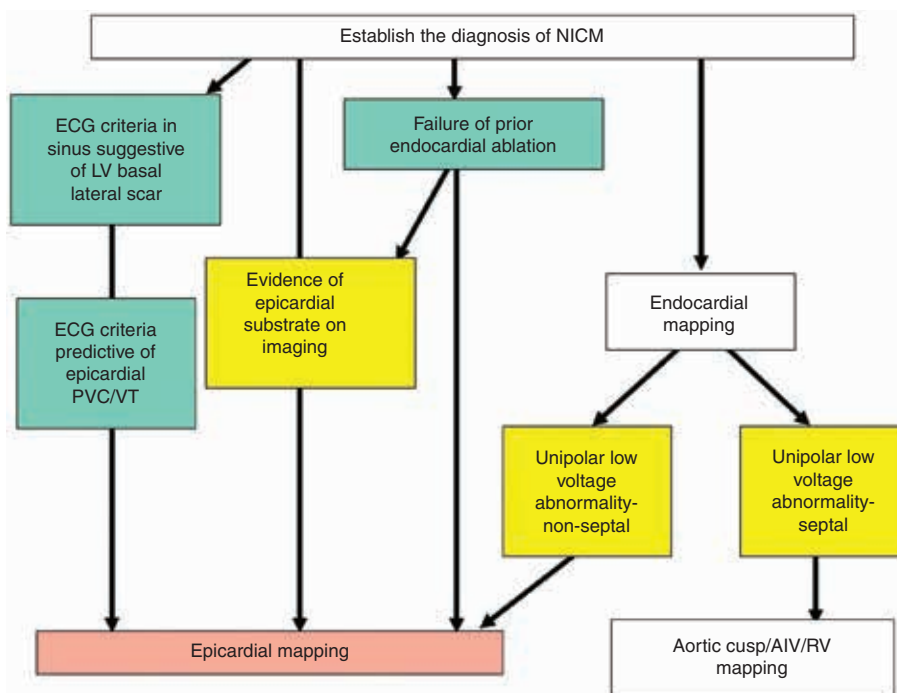 Establish the diagnosis of NICM
ECG criteria in
sinus suggestive
of LV basal
lateral scar
Failure of prior
endocardial ablation
Evidence of
epicardial
substrate on
imaging
ECG criteria
predictive of
epicardial
PVC/VT
Endocardial
mapping
Unipolar low
voltage
abnormality-
non-septal
Unipolar low
voltage
abnormality-
septal
Epicardial mapping
Aortic cusp/AIV/RV
mapping